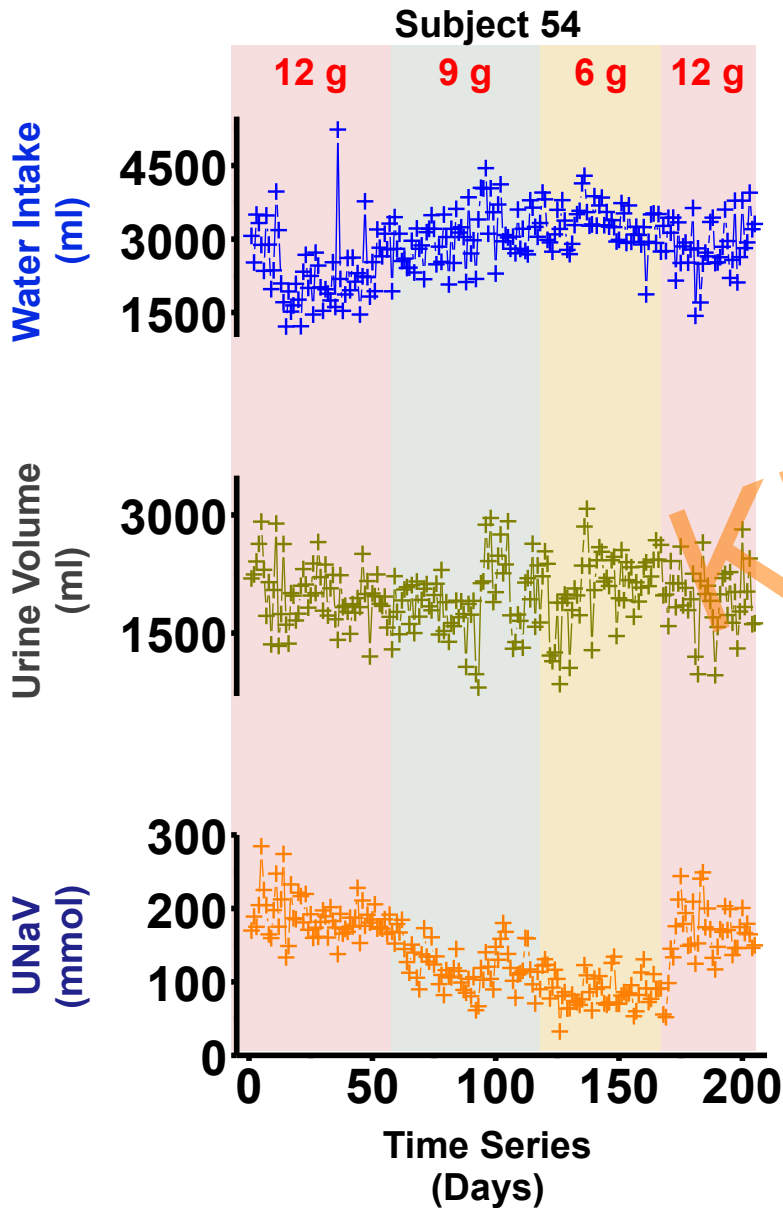 Subject 54
12 g 9 g 6 g 12 g
Water Intake
(ml)
4500
3000
1500
Urine Volume
(ml)
3000
1500
UNaV
(mmol)
300
200
100
0
0 50 100 150 200
Time Series
(Days)